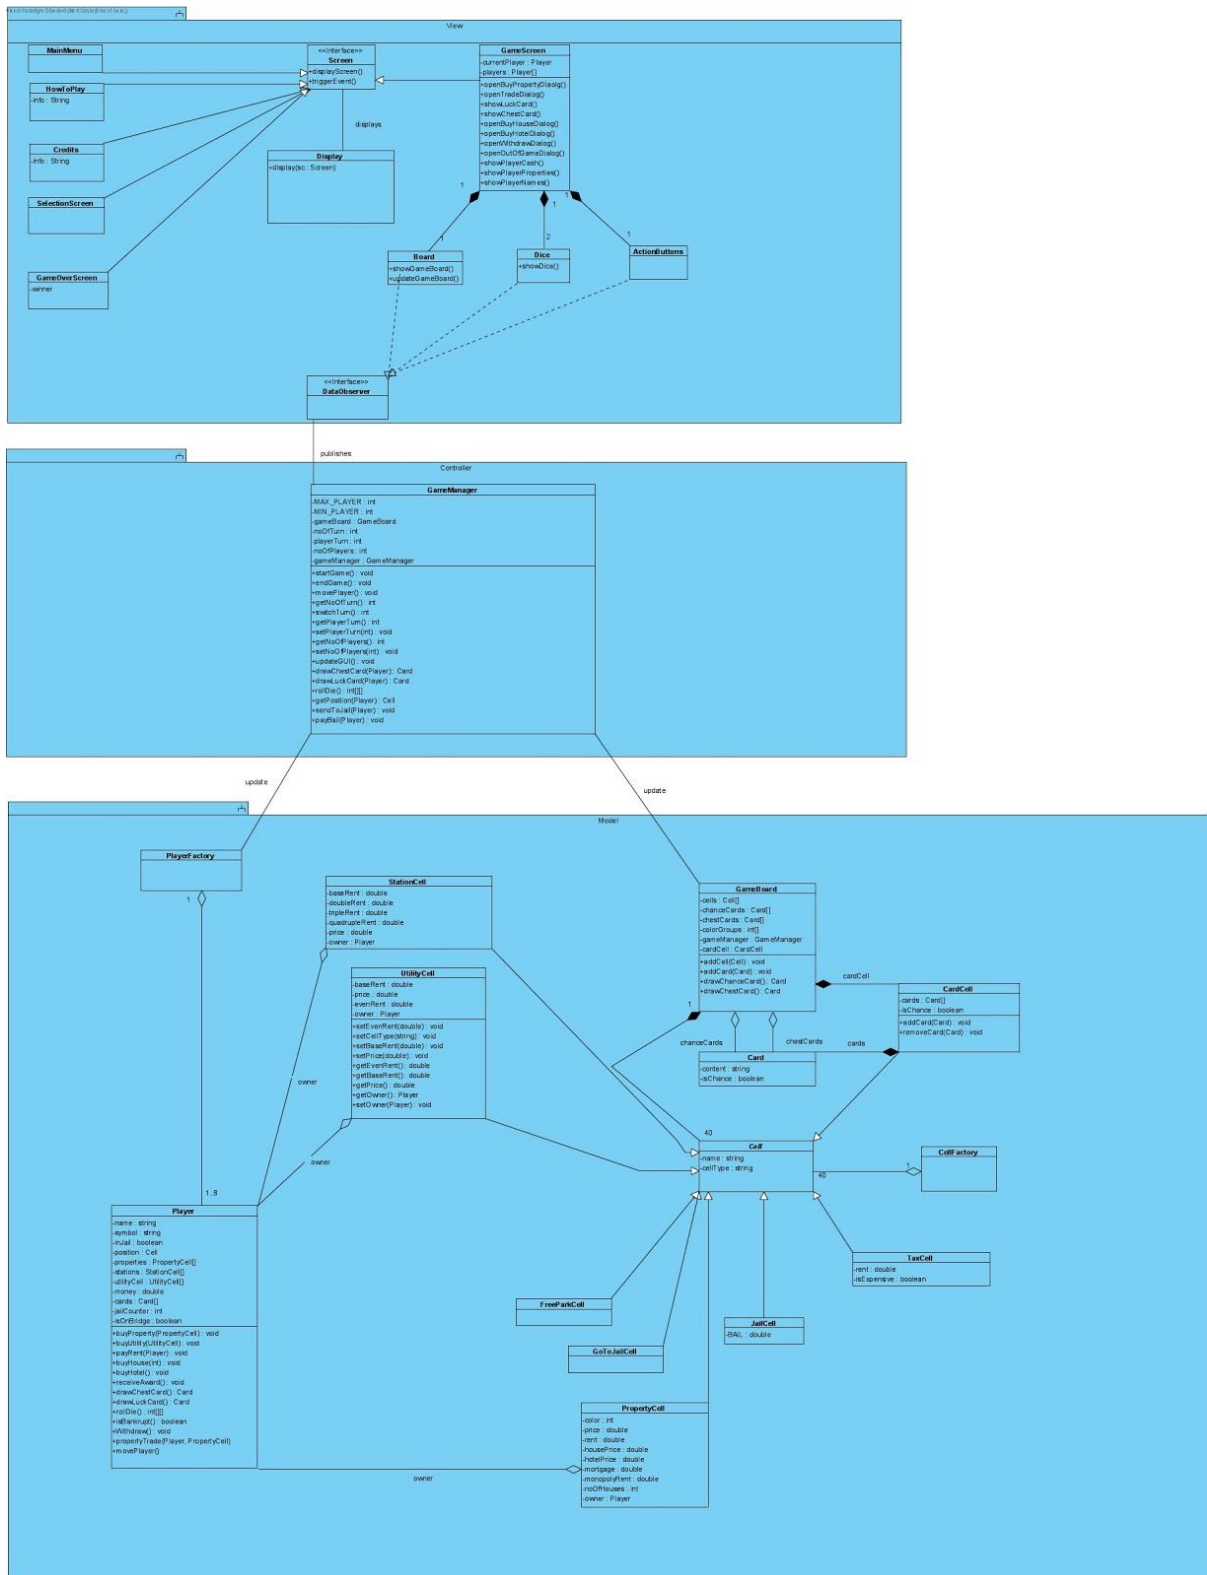 View
MainMenu
HowToPlay
-info : String
Credits
-info : String
SelectionScreen
GameOverScreen
-winner
<<Interface>>
Screen
+displayScreen()
+triggerEvent()
displays
Display
+display(sc : Screen)
GameScreen
-currentPlayer : Player
-players : Player[]
+openBuyPropertyDiaolg()
+openTradeDialog()
+showLuckCard()
+showChestCard()
+openBuyHouseDialog()
+openBuyHotelDialog()
+openWithdrawDialog()
+openOutOfGameDialog()
+showPlayerCash()
+showPlayerProperties()
+showPlayerNames()
1
1
1
1
2
1
Board
+showGameBoard()
+updateGameBoard()
Dice
+showDice()
ActionButtons
<<Interface>>
DataObserver
publishes
Controller
GameManager
-MAX_PLAYER : int
-MIN_PLAYER : int
-gameBoard : GameBoard
-noOfTurn : int
-playerTurn : int
-noOfPlayers : int
-gameManager : GameManager
+startGame() : void
+endGame() : void
+movePlayer() : void
+getNoOfTurn() : int
+switchTurn() : int
+getPlayerTurn() : int
+setPlayerTurn(int) : void
+getNoOfPlayers() : int
+setNoOfPlayers(int) : void
+updateGUI() : void
+drawChestCard(Player) : Card
+drawLuckCard(Player) : Card
+rollDie() : int[][]
+getPosition(Player) : Cell
+sendToJail(Player) : void
+payBail(Player) : void
update
update
Model
PlayerFactory
1
StationCell
-baseRent : double
-doubleRent : double
-tripleRent : double
-quadrupleRent : double
-price : double
-owner : Player
UtilityCell
-baseRent : double
-price : double
-evenRent : double
-owner : Player
+setEvenRent(double) : void
+setCellType(string) : void
+setBaseRent(double) : void
+setPrice(double) : void
+getEvenRent() : double
+getBaseRent() : double
+getPrice() : double
+getOwner() : Player
+setOwner(Player) : void
owner
owner
GameBoard
-cells : Cell[]
-chanceCards : Card[]
-chestCards : Card[]
-colorGroups : int[]
-gameManager : GameManager
-cardCell : CardCell
+addCell(Cell) : void
+addCard(Card) : void
+drawChanceCard() : Card
+drawChestCard() : Card
cardCell
CardCell
-cards : Card[]
-isChance : boolean
+addCard(Card) : void
+removeCard(Card) : void
1
chanceCards
chestCards
cards
Card
-content : string
-isChance : boolean
40
Cell
-name : string
-cellType : string
40
1
CellFactory
1..8
Player
-name : string
-symbol : string
-inJail : boolean
-position : Cell
-properties : PropertyCell[]
-stations : StationCell[]
-utilityCell : UtilityCell[]
-money : double
-cards : Card[]
-jailCounter : int
-isOnBridge : boolean
+buyProperty(PropertyCell) : void
+buyUtility(UtilityCell) : void
+payRent(Player) : void
+buyHouse(int) : void
+buyHotel() : void
+receiveAward() : void
+drawChestCard() : Card
+drawLuckCard() : Card
+rollDie() : int[][]
+isBankrupt() : boolean
+Withdraw() : void
+propertyTrade(Player, PropertyCell)
+movePlayer()
TaxCell
-rent : double
-isExpensive : boolean
FreeParkCell
JailCell
-BAIL : double
GoToJailCell
PropertyCell
-color : int
-price : double
-rent : double
-housePrice : double
-hotelPrice : double
-mortgage : double
-monopolyRent : double
-noOfHouses : int
-owner : Player
owner